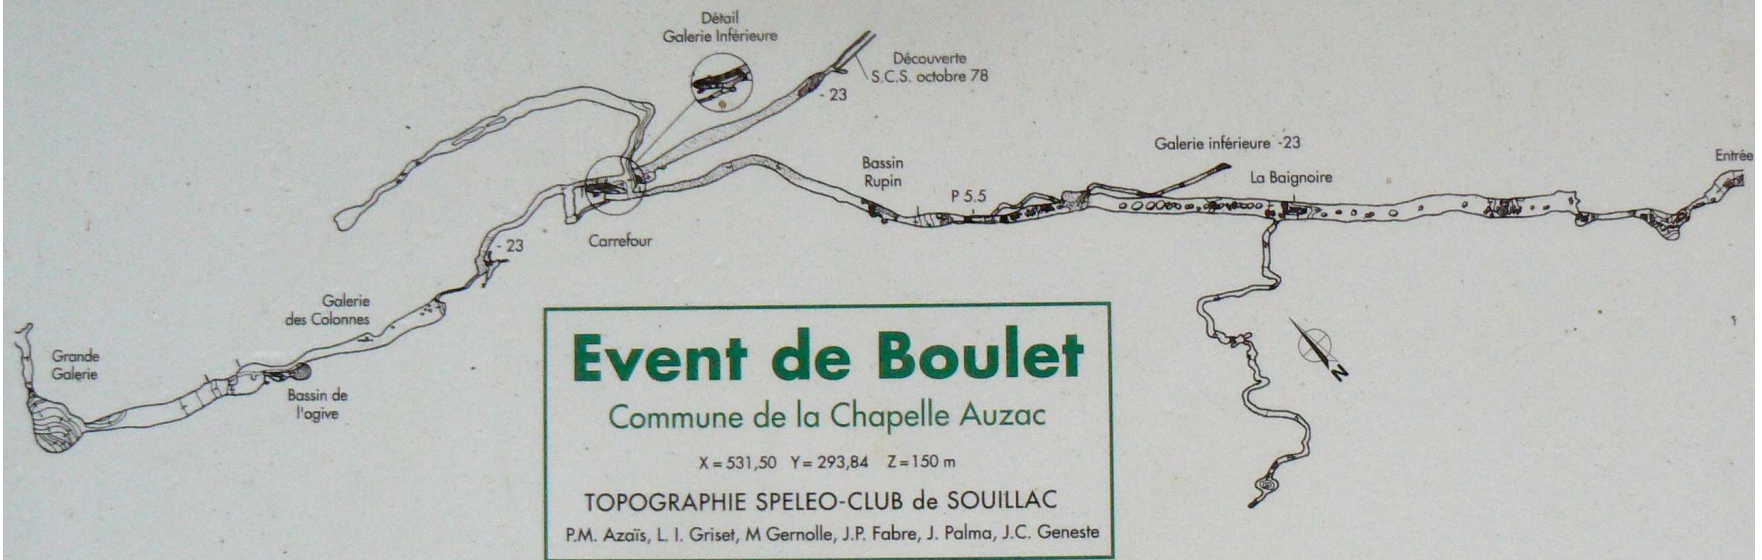 Détail
Galerie Inférieure
Découverte
S.C.S. octobre 78
- 23
Bassin
Rupin
P 5.5
Galerie inférieure -23
La Baignoire
Entrée
Carrefour
- 23
Galerie
des Colonnes
Grande
Galerie
Bassin de
l'ogive
N
Event de Boulet
Commune de la Chapelle Auzac
X = 531,50 Y = 293,84 Z = 150 m
TOPOGRAPHIE SPELEO-CLUB de SOUILLAC
P.M. Azaïs, L. I. Griset, M Gernolle, J.P. Fabre, J. Palma, J.C. Geneste